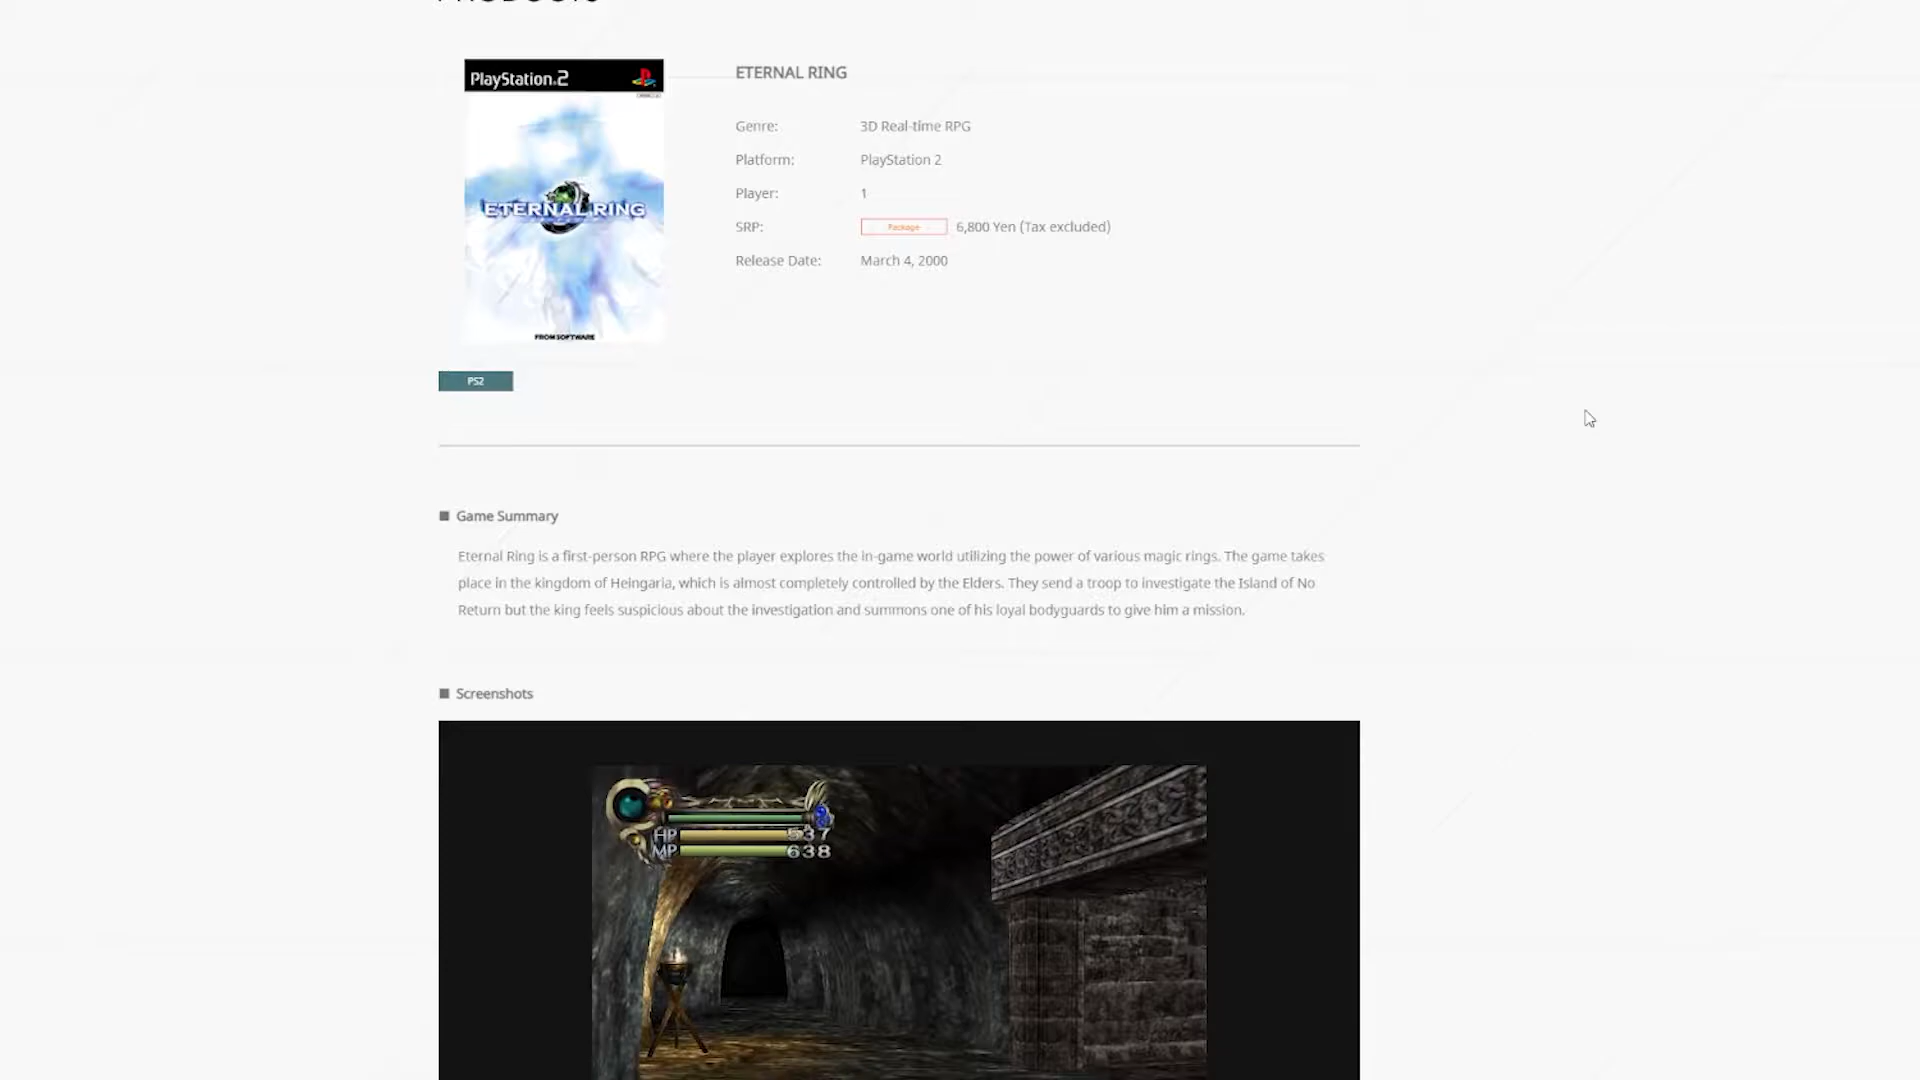 PRODUCTS
PlayStation.2
ETERNAL RING
FROMSOFTWARE
ETERNAL RING
Genre: 3D Real-time RPG
Platform: PlayStation 2
Player: 1
SRP: Package 6,800 Yen (Tax excluded)
Release Date: March 4, 2000
PS2
Game Summary
Eternal Ring is a first-person RPG where the player explores the in-game world utilizing the power of various magic rings. The game takes
place in the kingdom of Heingaria, which is almost completely controlled by the Elders. They send a troop to investigate the Island of No
Return but the king feels suspicious about the investigation and summons one of his loyal bodyguards to give him a mission.
Screenshots
HP 537
MP 638